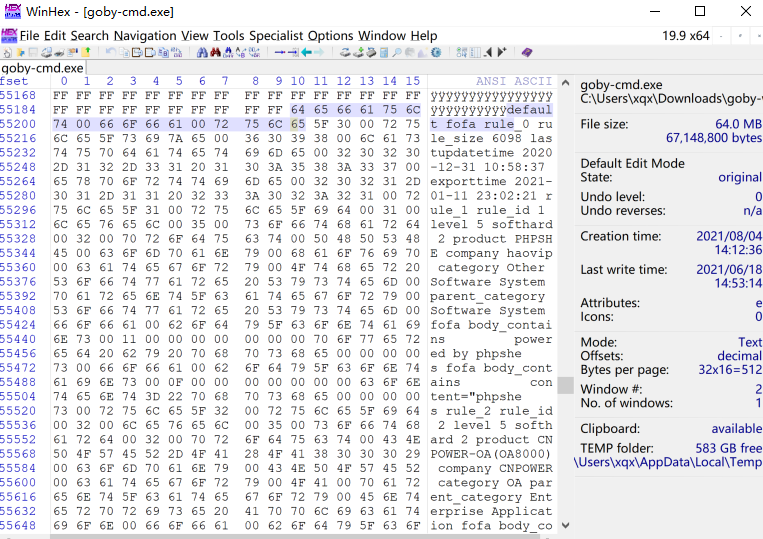 WinHex - [goby-cmd.exe]
File Edit Search Navigation View Tools Specialist Options Window Help
19.9 x64
goby-cmd.exe
fset 0 1 2 3 4 5 6 7 8 9 10 11 12 13 14 15 ANSI ASCII
55168 FF FF FF FF FF FF FF FF FF FF FF FF FF FF FF FF ÿÿÿÿÿÿÿÿÿÿÿÿÿÿÿÿ
55184 FF FF FF FF FF FF FF FF FF FF 64 65 66 61 75 6C ÿÿÿÿÿÿÿÿÿÿdefaul
55200 74 00 66 6F 66 61 00 72 75 6C 65 5F 30 00 72 75 t fofa rule_0 ru
55216 6C 65 5F 73 69 7A 65 00 36 30 39 38 00 6C 61 73 le_size 6098 las
55232 74 75 70 64 61 74 65 74 69 6D 65 00 32 30 32 30 tupdatetime 2020
55248 2D 31 32 2D 33 31 20 31 30 3A 35 38 3A 33 37 00 -12-31 10:58:37
55264 65 78 70 6F 72 74 74 69 6D 65 00 32 30 32 31 2D exporttime 2021-
55280 30 31 2D 31 31 20 32 33 3A 30 32 3A 32 31 00 72 01-11 23:02:21 r
55296 75 6C 65 5F 31 00 72 75 6C 65 5F 69 64 00 31 00 ule_1 rule_id 1
55312 6C 65 76 65 6C 00 35 00 73 6F 66 74 68 61 72 64 level 5 softhard
55328 00 32 00 70 72 6F 64 75 63 74 00 50 48 50 53 48 2 product PHPSH
55344 45 00 63 6F 6D 70 61 6E 79 00 68 61 6F 76 69 70 E company haovip
55360 00 63 61 74 65 67 6F 72 79 00 4F 74 68 65 72 20 category Other
55376 53 6F 66 74 77 61 72 65 20 53 79 73 74 65 6D 00 Software System
55392 70 61 72 65 6E 74 5F 63 61 74 65 67 6F 72 79 00 parent_category
55408 53 6F 66 74 77 61 72 65 20 53 79 73 74 65 6D 00 Software System
55424 66 6F 66 61 00 62 6F 64 79 5F 63 6F 6E 74 61 69 fofa body_contai
55440 6E 73 00 11 00 00 00 00 00 00 00 70 6F 77 65 72 ns power
55456 65 64 20 62 79 20 70 68 70 73 68 65 00 00 00 00 ed by phpshe
55472 73 00 66 6F 66 61 00 62 6F 64 79 5F 63 6F 6E 74 s fofa body_cont
55488 61 69 6E 73 00 0F 00 00 00 00 00 00 00 63 6F 6E ains con
55504 74 65 6E 74 3D 22 70 68 70 73 68 65 00 00 00 00 tent="phpshe
55520 73 00 72 75 6C 65 5F 32 00 72 75 6C 65 5F 69 64 s rule_2 rule_id
55536 00 32 00 6C 65 76 65 6C 00 35 00 73 6F 66 74 68 2 level 5 softh
55552 61 72 64 00 32 00 70 72 6F 64 75 63 74 00 43 4E ard 2 product CN
55568 50 4F 57 45 52 2D 4F 41 28 4F 41 38 30 30 30 29 POWER-OA(OA8000)
55584 00 63 6F 6D 70 61 6E 79 00 43 4E 50 4F 57 45 52 company CNPOWER
55600 00 63 61 74 65 67 6F 72 79 00 4F 41 00 70 61 72 category OA par
55616 65 6E 74 5F 63 61 74 65 67 6F 72 79 00 45 6E 74 ent_category Ent
55632 65 72 70 72 69 73 65 20 41 70 70 6C 69 63 61 74 erprise Applicat
55648 69 6F 6E 00 66 6F 66 61 00 62 6F 64 79 5F 63 6F ion fofa body_co
goby-cmd.exe
C:\Users\xqx\Downloads\goby-
File size: 64.0 MB
67,148,800 bytes
Default Edit Mode
State: original
Undo level: 0
Undo reverses: n/a
Creation time: 2021/08/04
14:12:36
Last write time: 2021/06/18
14:53:14
Attributes: e
Icons: 0
Mode: Text
Offsets: decimal
Bytes per page: 32x16=512
Window #: 2
No. of windows: 1
Clipboard: available
TEMP folder: 583 GB free
\Users\xqx\AppData\Local\Temp